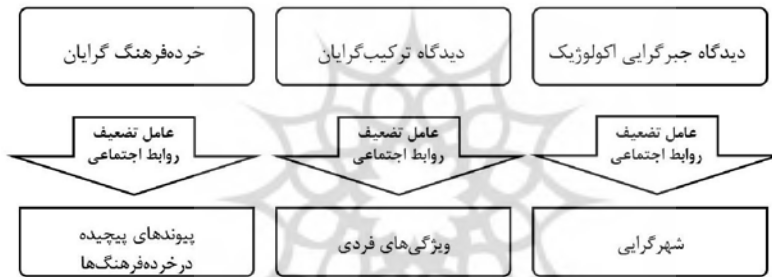 دیدگاه جبرگرایی اکولوژیک
دیدگاه ترکیب‌گرایان
خرده‌فرهنگ گرایان
عامل تضعیف
روابط اجتماعی
عامل تضعیف
روابط اجتماعی
عامل تضعیف
روابط اجتماعی
شهرگرایی
ویژگی‌های فردی
پیوندهای پیچیده
درخرده‌فرهنگ‌ها